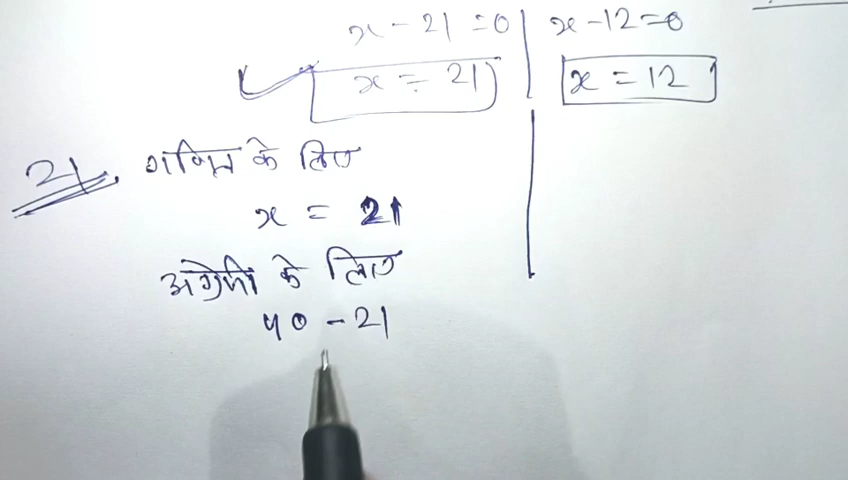 x - 21 = 0 | x - 12 = 0
x = 21 | x = 12
21. गणित के लिए
x = 21
अंग्रेजी के लिए
40 - 21